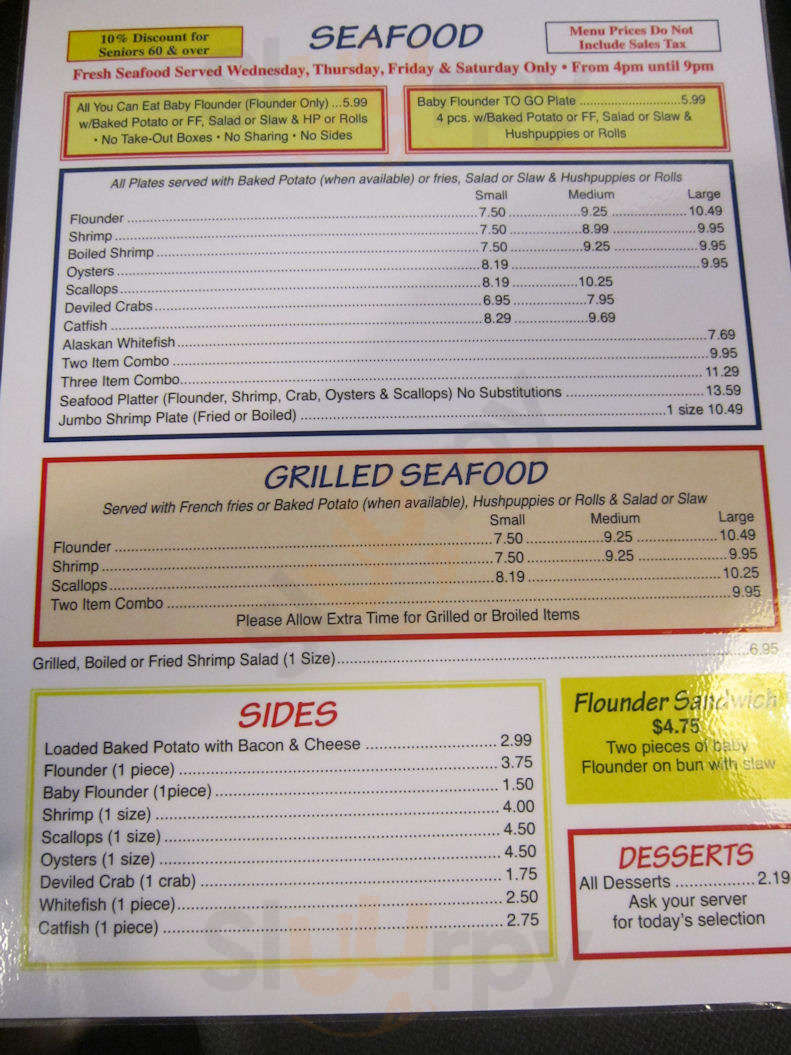 10% Discount for
Seniors 60 & over
SEAFOOD
Menu Prices Do Not
Include Sales Tax
Fresh Seafood Served Wednesday, Thursday, Friday & Saturday Only • From 4pm until 9pm
All You Can Eat Baby Flounder (Flounder Only) ...5.99
w/Baked Potato or FF, Salad or Slaw & HP or Rolls
• No Take-Out Boxes • No Sharing • No Sides
Baby Flounder TO GO Plate ..............................5.99
4 pcs. w/Baked Potato or FF, Salad or Slaw &
Hushpuppies or Rolls
All Plates served with Baked Potato (when available) or fries, Salad or Slaw & Hushpuppies or Rolls
Small Medium Large
Flounder ...... 7.50 ...... 9.25 ...... 10.49
Shrimp ...... 7.50 ...... 8.99 ...... 9.95
Boiled Shrimp ...... 7.50 ...... 9.25 ...... 9.95
Oysters ...... 8.19 ...... 9.95
Scallops ...... 8.19 ...... 10.25
Deviled Crabs ...... 6.95 ...... 7.95
Catfish ...... 8.29 ...... 9.69
Alaskan Whitefish ...... 7.69
Two Item Combo ...... 9.95
Three Item Combo ...... 11.29
Seafood Platter (Flounder, Shrimp, Crab, Oysters & Scallops) No Substitutions ...... 13.59
Jumbo Shrimp Plate (Fried or Boiled) ...... 1 size 10.49
GRILLED SEAFOOD
Served with French fries or Baked Potato (when available), Hushpuppies or Rolls & Salad or Slaw
Small Medium Large
Flounder ...... 7.50 ...... 9.25 ...... 10.49
Shrimp ...... 7.50 ...... 9.25 ...... 9.95
Scallops ...... 8.19 ...... 10.25
Two Item Combo ...... 9.95
Please Allow Extra Time for Grilled or Broiled Items
Grilled, Boiled or Fried Shrimp Salad (1 Size) ...... 6.95
SIDES
Loaded Baked Potato with Bacon & Cheese ...... 2.99
Flounder (1 piece) ...... 3.75
Baby Flounder (1piece) ...... 1.50
Shrimp (1 size) ...... 4.00
Scallops (1 size) ...... 4.50
Oysters (1 size) ...... 4.50
Deviled Crab (1 crab) ...... 1.75
Whitefish (1 piece) ...... 2.50
Catfish (1 piece) ...... 2.75
Flounder Sandwich
$4.75
Two pieces of baby
Flounder on bun with slaw
DESSERTS
All Desserts ...... 2.19
Ask your server
for today's selection
sluurpy